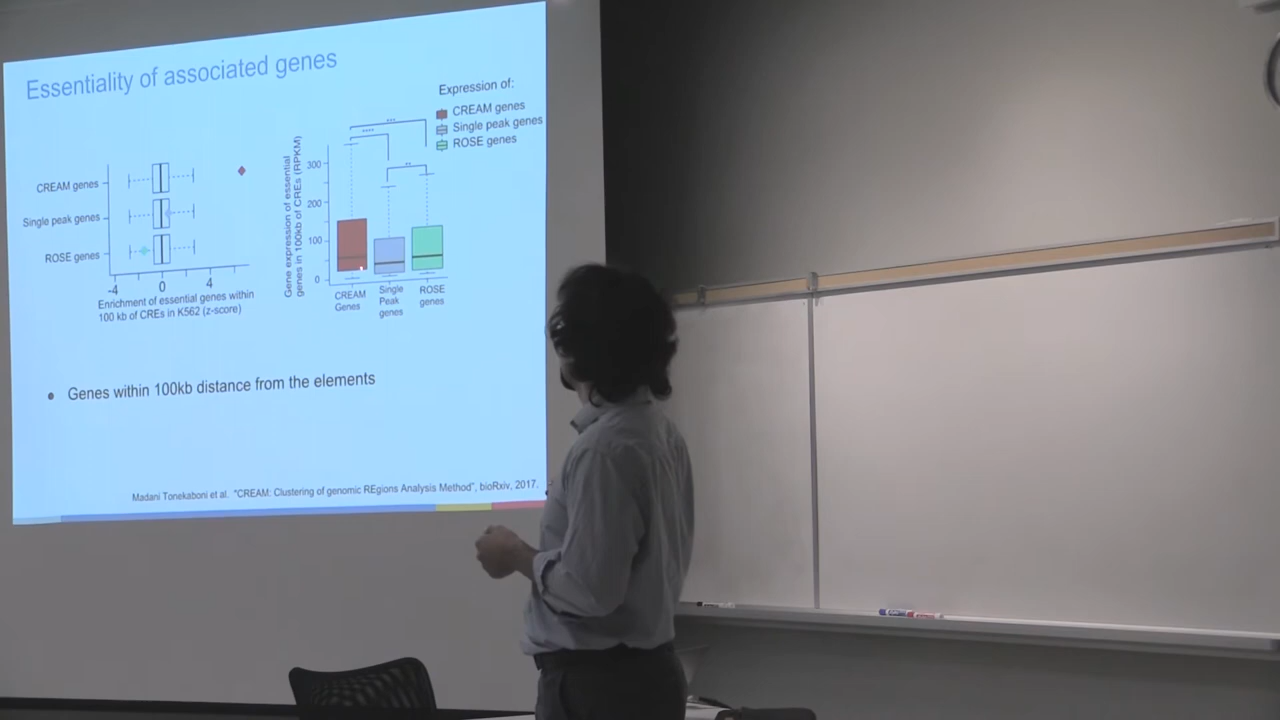 Essentiality of associated genes
CREAM genes
Single peak genes
ROSE genes
-4 0 4
Enrichment of essential genes within
100 kb of CREs in K562 (z-score)
Gene expression of essential
genes in 100kb of CREs (RPKM)
300
200
100
0
***
****
**
CREAM
Genes
Single
Peak
genes
ROSE
genes
Expression of:
CREAM genes
Single peak genes
ROSE genes
• Genes within 100kb distance from the elements
Madani Tonekaboni et al. "CREAM: Clustering of genomic REgions Analysis Method", bioRxiv, 2017.